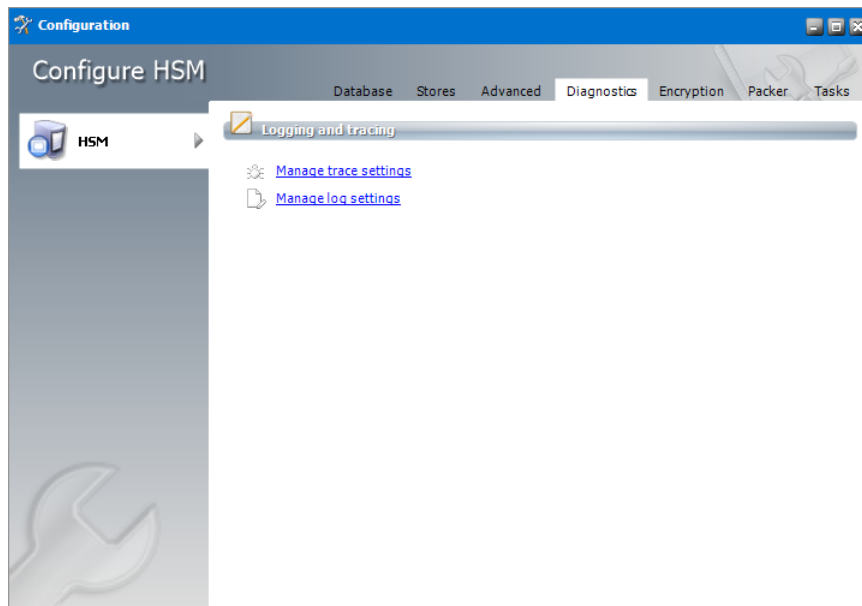 Configuration
Configure HSM
Database Stores Advanced Diagnostics Encryption Packer Tasks
HSM
Logging and tracing
Manage trace settings
Manage log settings